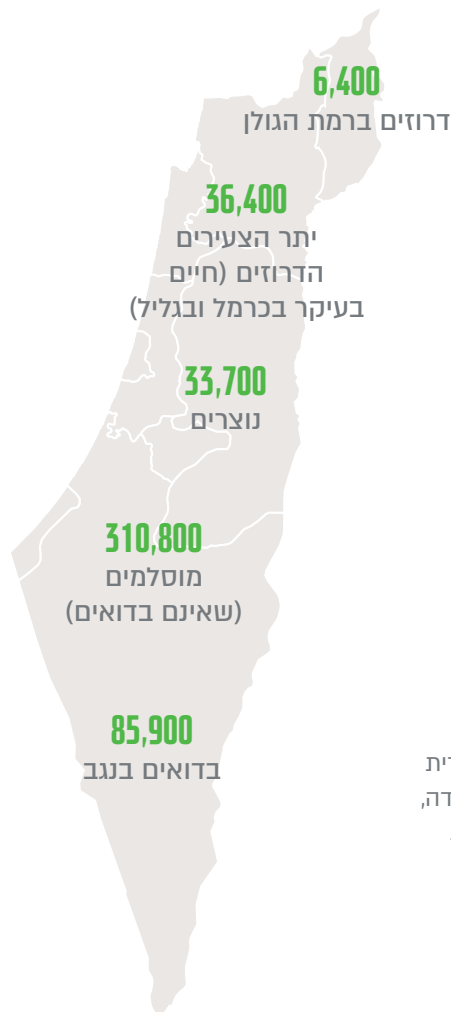 6,400
דרוזים ברמת הגולן
36,400
יתר הצעירים
הדרוזים (חיים
בעיקר בכרמל ובגליל)
33,700
נוצרים
310,800
מוסלמים
(שאינם בדואים)
85,900
בדואים בנגב